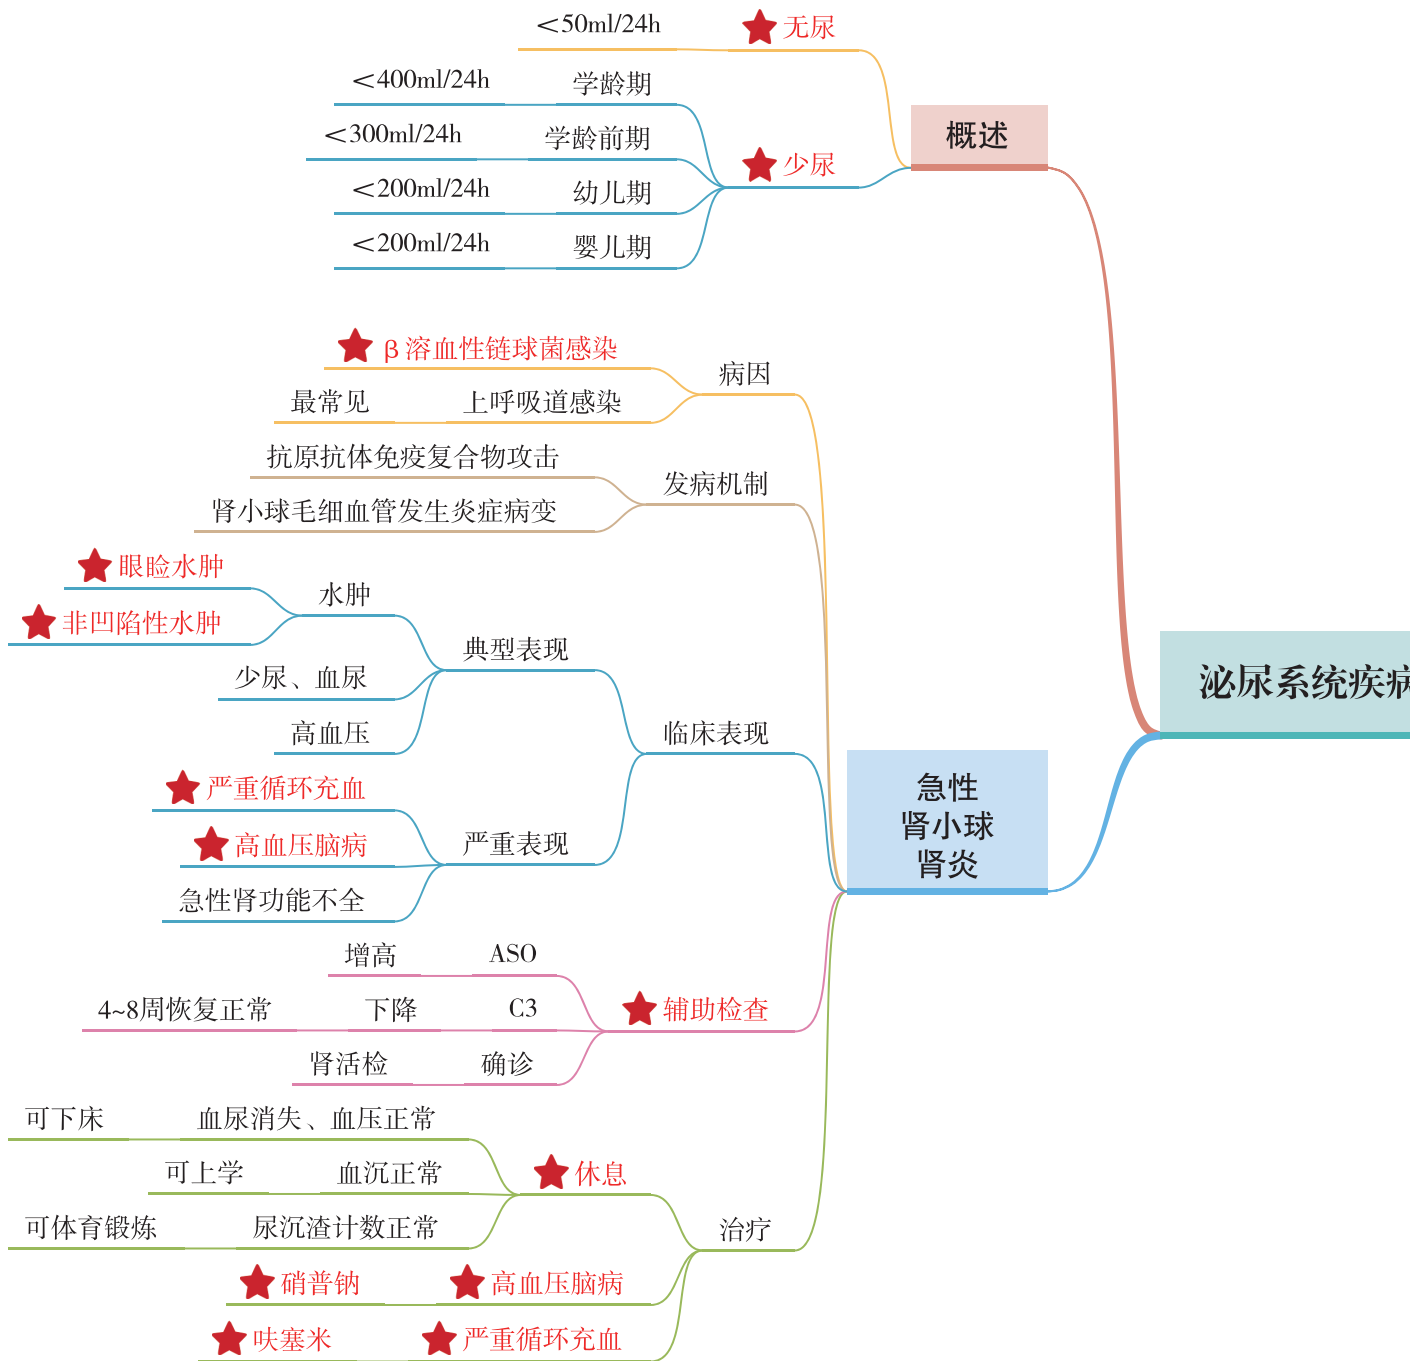 泌尿系统疾病
概述
无尿
<50ml/24h
少尿
学龄期
<400ml/24h
学龄前期
<300ml/24h
幼儿期
<200ml/24h
婴儿期
<200ml/24h
急性
肾小球
肾炎
病因
β溶血性链球菌感染
上呼吸道感染
最常见
发病机制
抗原抗体免疫复合物攻击
肾小球毛细血管发生炎症病变
临床表现
典型表现
水肿
眼睑水肿
非凹陷性水肿
少尿、血尿
高血压
严重表现
严重循环充血
高血压脑病
急性肾功能不全
辅助检查
ASO
增高
C3
下降
4~8周恢复正常
确诊
肾活检
治疗
休息
血尿消失、血压正常
可下床
血沉正常
可上学
尿沉渣计数正常
可体育锻炼
高血压脑病
硝普钠
严重循环充血
呋塞米